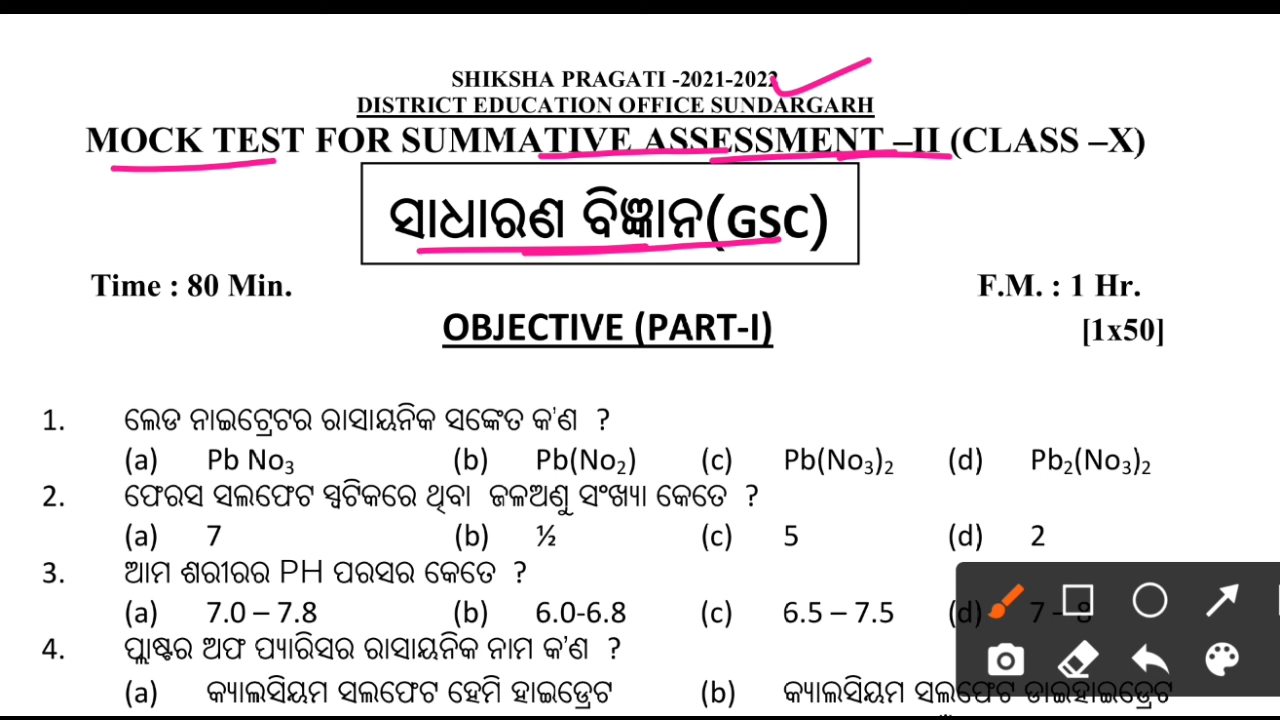 SHIKSHA PRAGATI -2021-2022
DISTRICT EDUCATION OFFICE SUNDARGARH
MOCK TEST FOR SUMMATIVE ASSESSMENT –II (CLASS –X)
ସାଧାରଣ ବିଜ୍ଞାନ(GSC)
Time : 80 Min. F.M. : 1 Hr.
OBJECTIVE (PART-I) [1x50]
1. ଲେଡ ନାଇଟ୍ରେଟର ରାସାୟନିକ ସଙ୍କେତ କ'ଣ ?
(a) Pb No₃ (b) Pb(No₂) (c) Pb(No₃)₂ (d) Pb₂(No₃)₂
2. ଫେରସ ସଲଫେଟ ସ୍ଫଟିକରେ ଥିବା ଜଳଅଣୁ ସଂଖ୍ୟା କେତେ ?
(a) 7 (b) ½ (c) 5 (d) 2
3. ଆମ ଶରୀରର PH ପରସର କେତେ ?
(a) 7.0 – 7.8 (b) 6.0-6.8 (c) 6.5 – 7.5 (d) 7 – 8
4. ପ୍ଲାଷ୍ଟର ଅଫ ପ୍ୟାରିସର ରାସାୟନିକ ନାମ କ'ଣ ?
(a) କ୍ୟାଲସିୟମ ସଲଫେଟ ହେମି ହାଇଡ୍ରେଟ (b) କ୍ୟାଲସିୟମ ସଲଫେଟ ଡାଇହାଇଡ୍ରେଟ